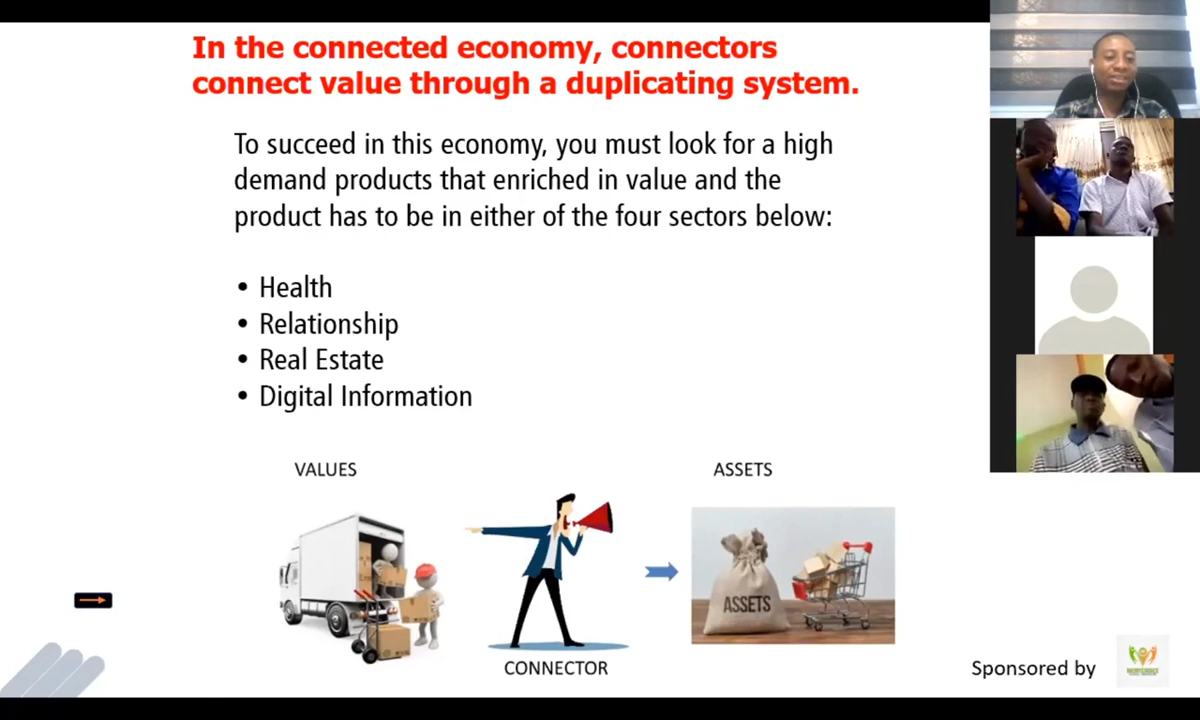 In the connected economy, connectors
connect value through a duplicating system.
To succeed in this economy, you must look for a high
demand products that enriched in value and the
product has to be in either of the four sectors below:
• Health
• Relationship
• Real Estate
• Digital Information
VALUES
ASSETS
ASSETS
CONNECTOR
Sponsored by